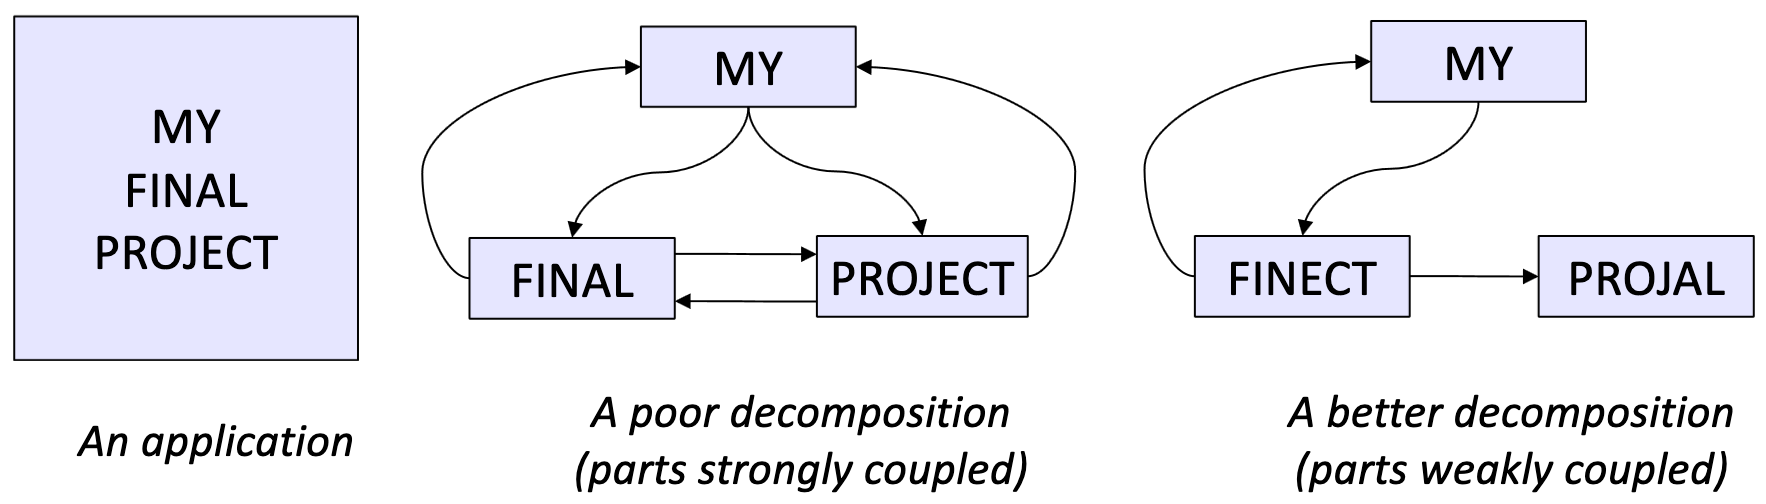 MY
FINAL
PROJECT
An application
MY
FINAL
PROJECT
A poor decomposition
(parts strongly coupled)
MY
FINECT
PROJAL
A better decomposition
(parts weakly coupled)